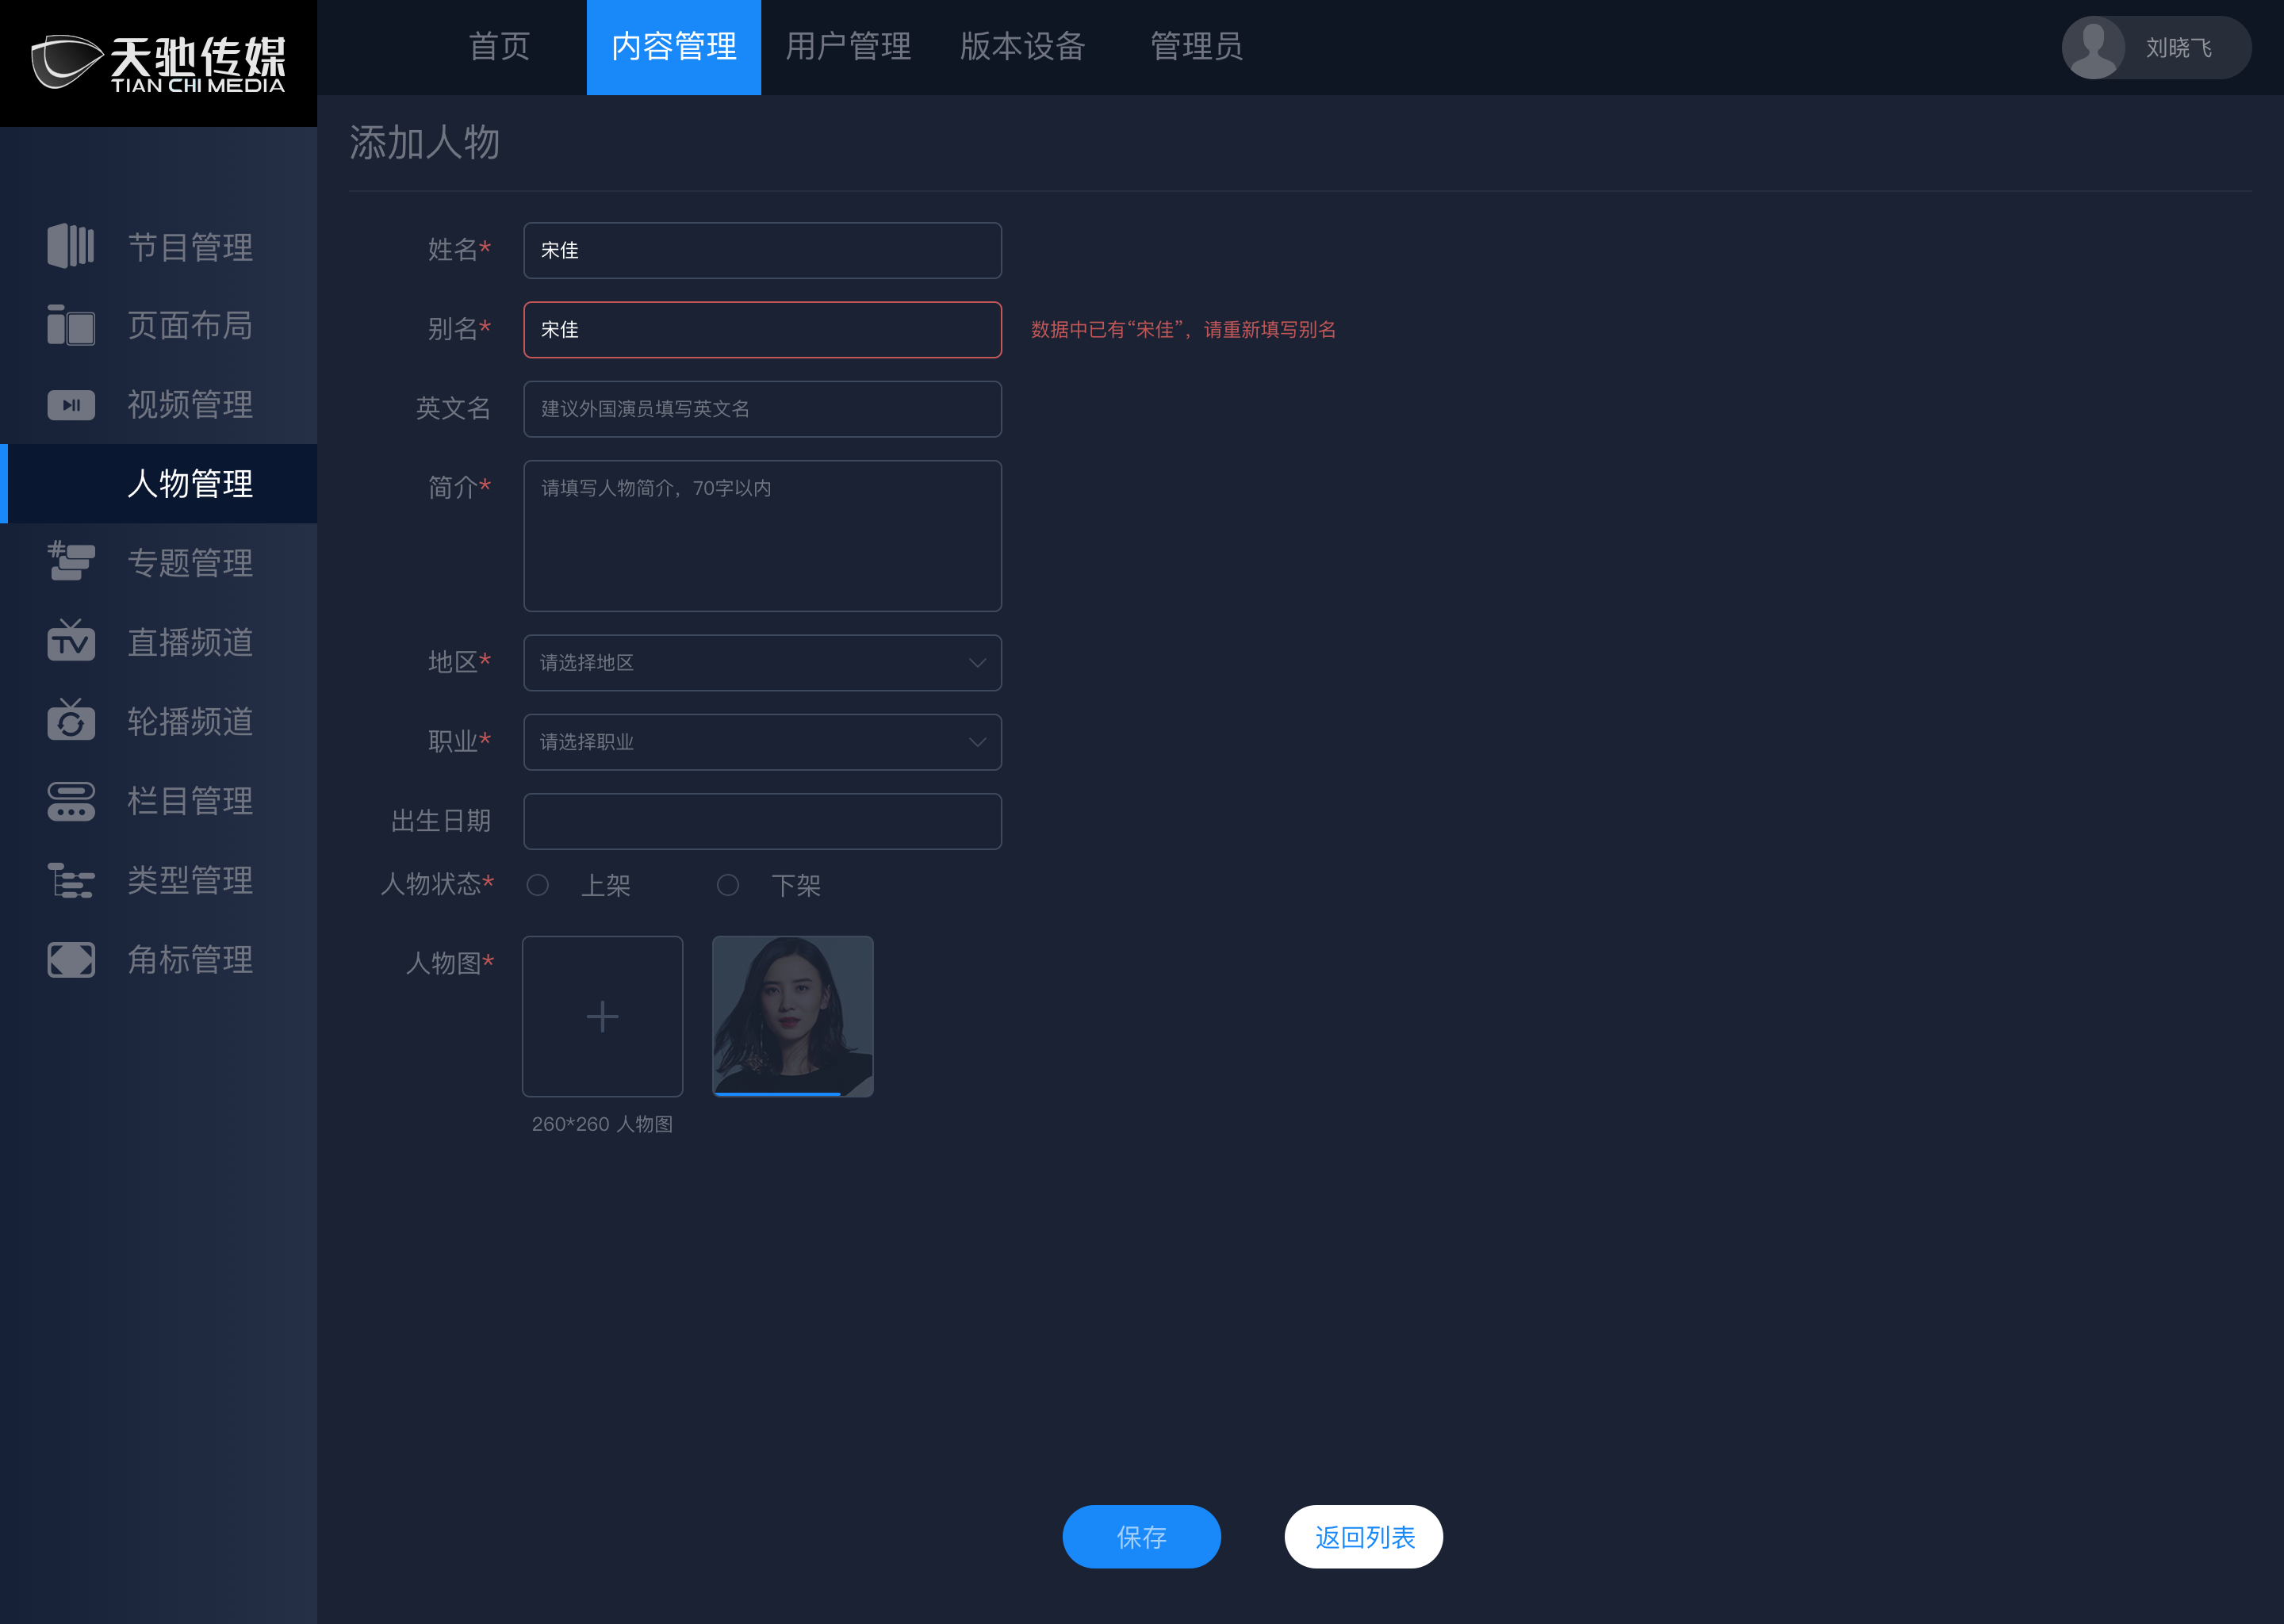 天驰传媒
TIAN CHI MEDIA
首页
内容管理
用户管理
版本设备
管理员
刘晓飞
节目管理
页面布局
视频管理
人物管理
专题管理
TV
直播频道
轮播频道
栏目管理
类型管理
角标管理
添加人物
姓名* 宋佳
别名* 宋佳 数据中已有“宋佳”，请重新填写别名
英文名 建议外国演员填写英文名
简介* 请填写人物简介，70字以内
地区* 请选择地区
职业* 请选择职业
出生日期
人物状态* 上架 下架
人物图*
260*260 人物图
保存
返回列表